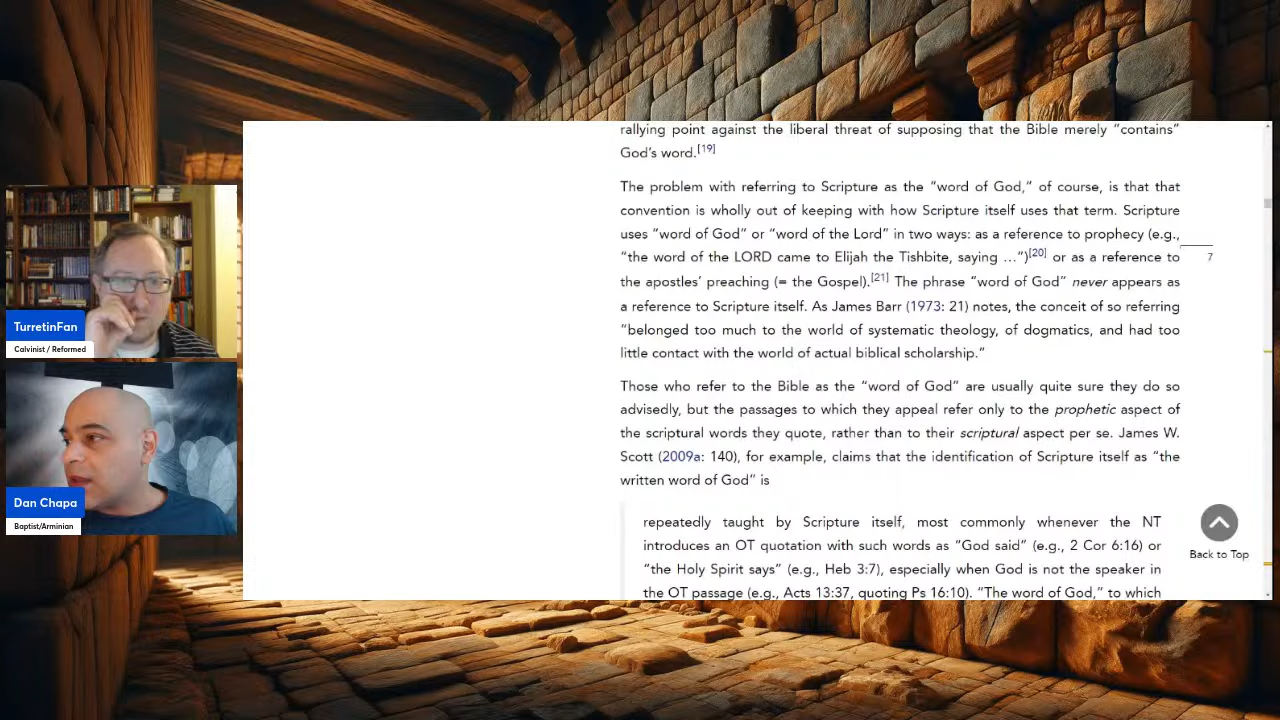 rallying point against the liberal threat of supposing that the Bible merely “contains”
God’s word.[19]
The problem with referring to Scripture as the “word of God,” of course, is that that
convention is wholly out of keeping with how Scripture itself uses that term. Scripture
uses “word of God” or “word of the Lord” in two ways: as a reference to prophecy (e.g.,
“the word of the LORD came to Elijah the Tishbite, saying …”)[20] or as a reference to
the apostles’ preaching (= the Gospel).[21] The phrase “word of God” never appears as
a reference to Scripture itself. As James Barr (1973: 21) notes, the conceit of so referring
“belonged too much to the world of systematic theology, of dogmatics, and had too
little contact with the world of actual biblical scholarship.”
Those who refer to the Bible as the “word of God” are usually quite sure they do so
advisedly, but the passages to which they appeal refer only to the prophetic aspect of
the scriptural words they quote, rather than to their scriptural aspect per se. James W.
Scott (2009a: 140), for example, claims that the identification of Scripture itself as “the
written word of God” is
repeatedly taught by Scripture itself, most commonly whenever the NT
introduces an OT quotation with such words as “God said” (e.g., 2 Cor 6:16) or
“the Holy Spirit says” (e.g., Heb 3:7), especially when God is not the speaker in
the OT passage (e.g., Acts 13:37, quoting Ps 16:10). “The word of God,” to which
7
Back to Top
TurretinFan
Calvinist / Reformed
Dan Chapa
Baptist/Arminian